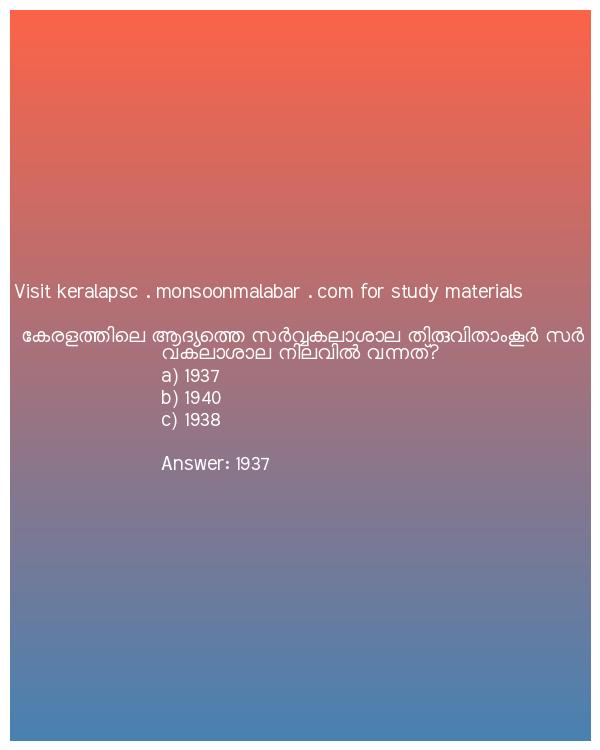 Visit keralapsc . monsoonmalabar . com for study materials
കേരളത്തിലെ ആദ്യത്തെ സർവ്വകലാശാല തിരുവിതാംകൂർ സർ
വകലാശാല നിലവിൽ വന്നത്?
a) 1937
b) 1940
c) 1938
Answer: 1937